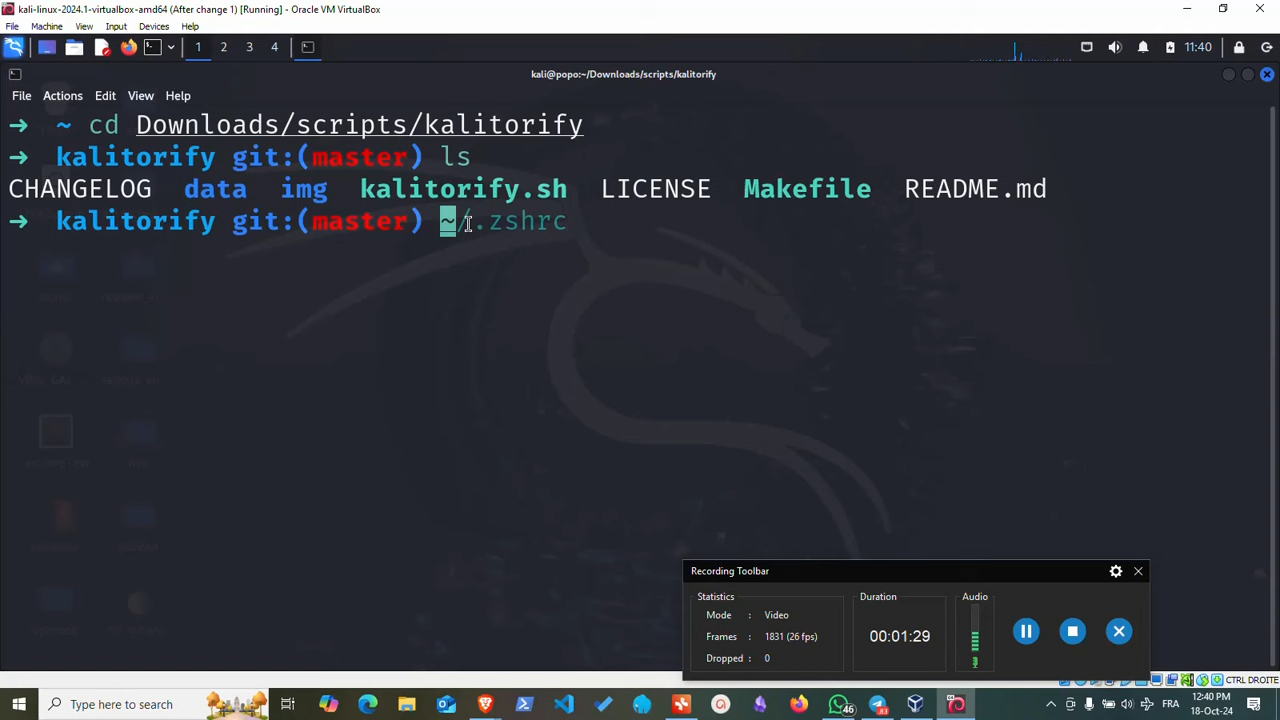 kali-linux-2024.1-virtualbox-amd64 (After change 1) [Running] - Oracle VM VirtualBox
File Machine View Input Devices Help
1 2 3 4 11:40
kali@popo:~/Downloads/scripts/kalitorify
File Actions Edit View Help
→ ~ cd Downloads/scripts/kalitorify
→ kalitorify git:(master) ls
CHANGELOG data img kalitorify.sh LICENSE Makefile README.md
→ kalitorify git:(master) ~/.zshrc
Recording Toolbar
Statistics Duration Audio
Mode : Video
Frames : 1831 (26 fpj)
Dropped : 0
00:01:29
CTRL DROITE
Type here to search
46
83
FRA
12:40 PM
18-Oct-24